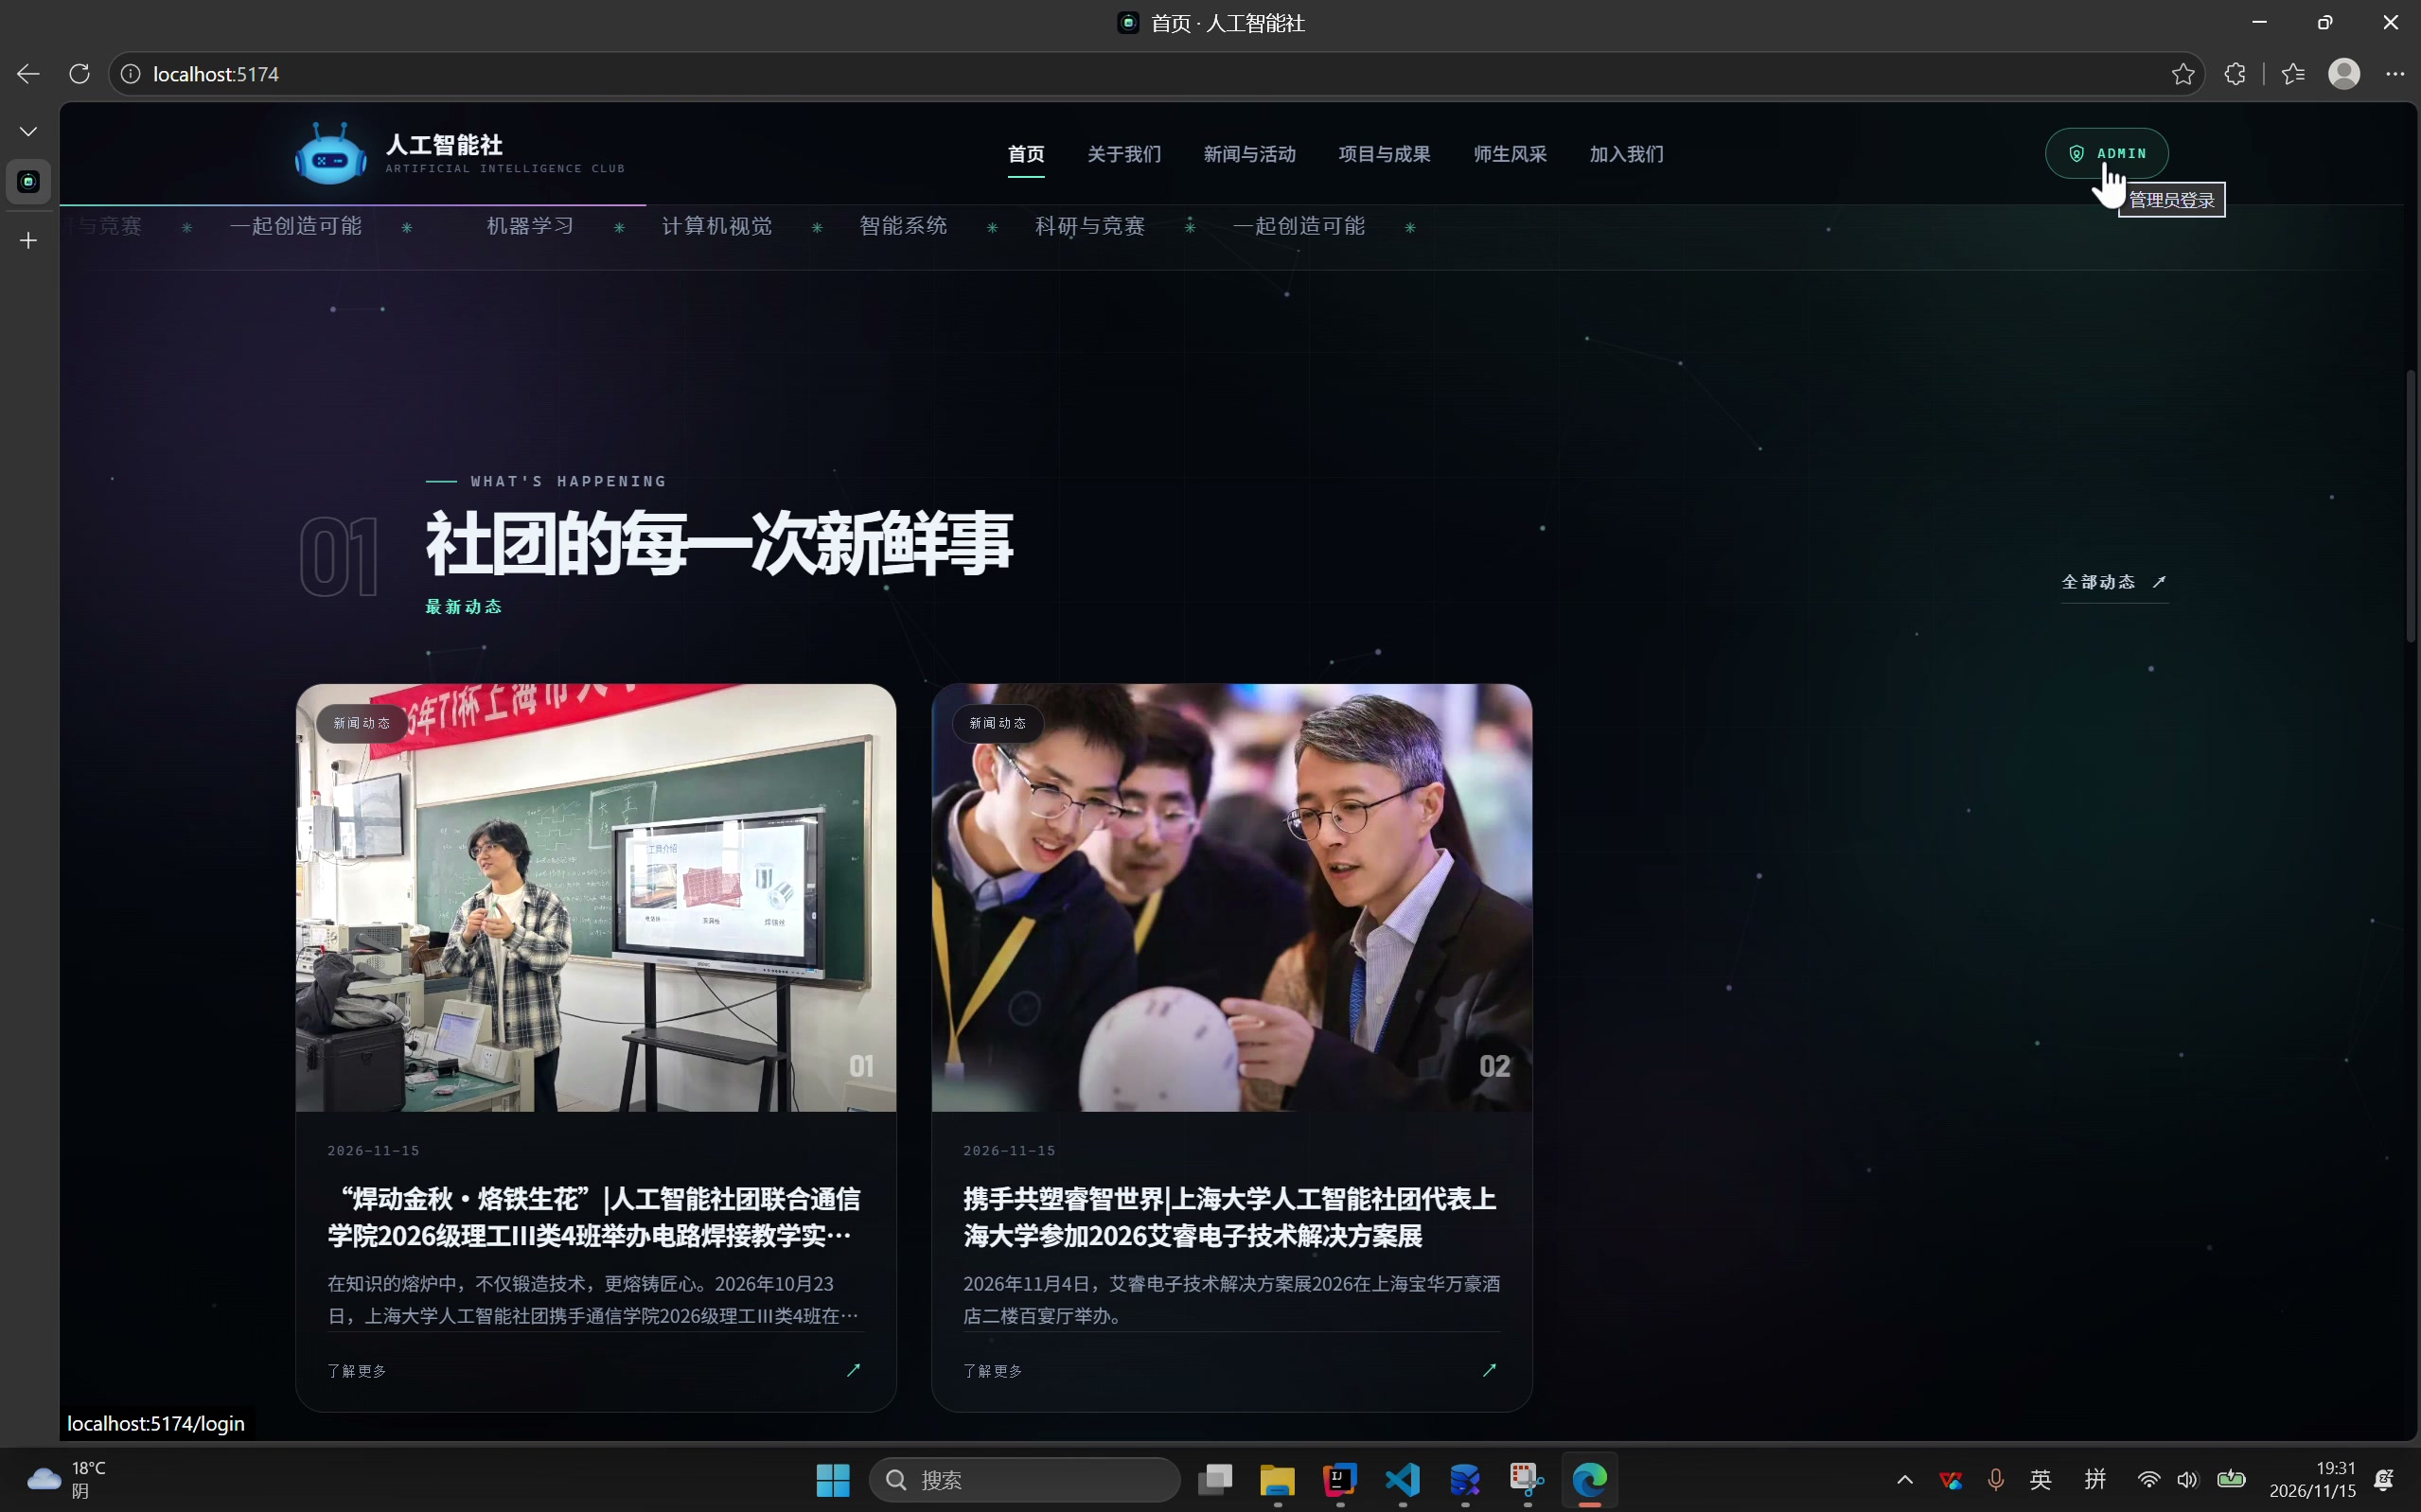 首页 · 人工智能社
localhost:5174
人工智能社
ARTIFICIAL INTELLIGENCE CLUB
首页 关于我们 新闻与活动 项目与成果 师生风采 加入我们
ADMIN
管理员登录
与竞赛 一起创造可能 机器学习 计算机视觉 智能系统 科研与竞赛 一起创造可能
WHAT'S HAPPENING
01
社团的每一次新鲜事
最新动态
全部动态
新闻动态
6年TI杯上海市大
工具介绍
01
2026-11-15
“焊动金秋·烙铁生花”|人工智能社团联合通信
学院2026级理工III类4班举办电路焊接教学实…
在知识的熔炉中，不仅锻造技术，更熔铸匠心。2026年10月23
日，上海大学人工智能社团携手通信学院2026级理工III类4班在…
了解更多
新闻动态
02
2026-11-15
携手共塑睿智世界|上海大学人工智能社团代表上
海大学参加2026艾睿电子技术解决方案展
2026年11月4日，艾睿电子技术解决方案展2026在上海宝华万豪酒
店二楼百宴厅举办。
了解更多
localhost:5174/login
18°C
阴
搜索
英 拼
19:31
2026/11/15